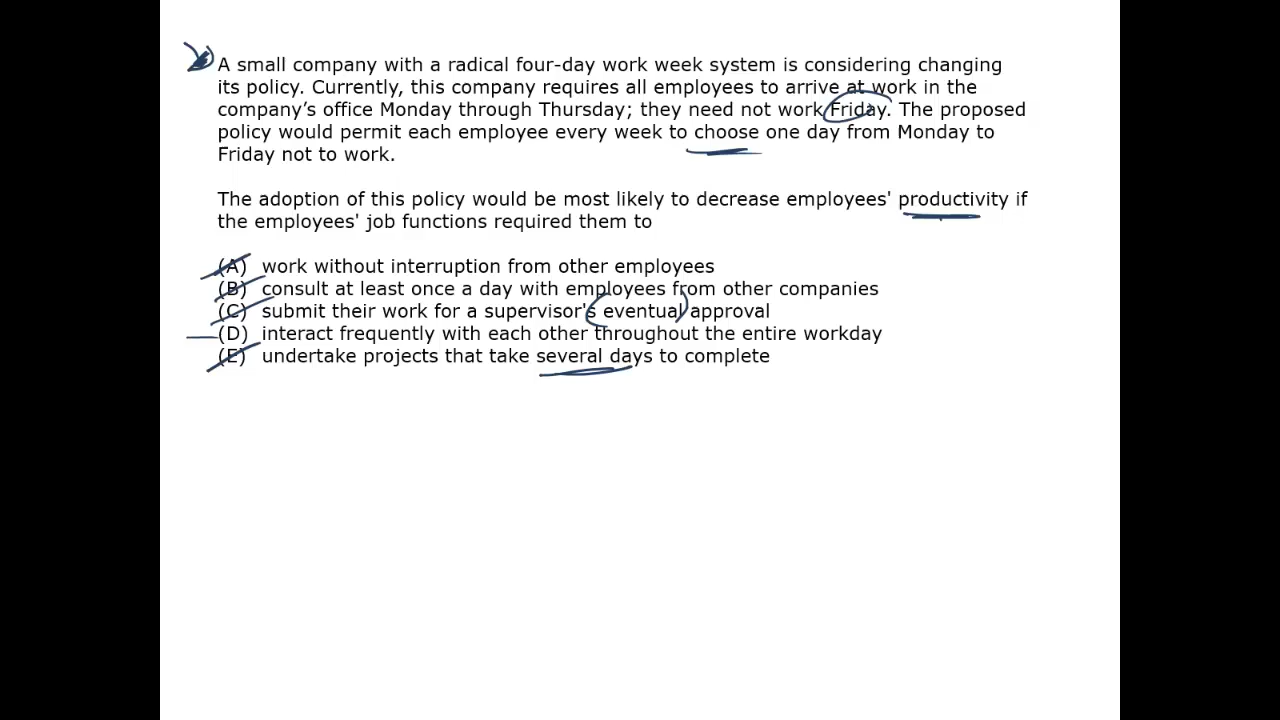 A small company with a radical four-day work week system is considering changing
its policy. Currently, this company requires all employees to arrive at work in the
company's office Monday through Thursday; they need not work Friday. The proposed
policy would permit each employee every week to choose one day from Monday to
Friday not to work.
The adoption of this policy would be most likely to decrease employees' productivity if
the employees' job functions required them to
(A) work without interruption from other employees
(B) consult at least once a day with employees from other companies
(C) submit their work for a supervisor's eventual approval
(D) interact frequently with each other throughout the entire workday
(E) undertake projects that take several days to complete